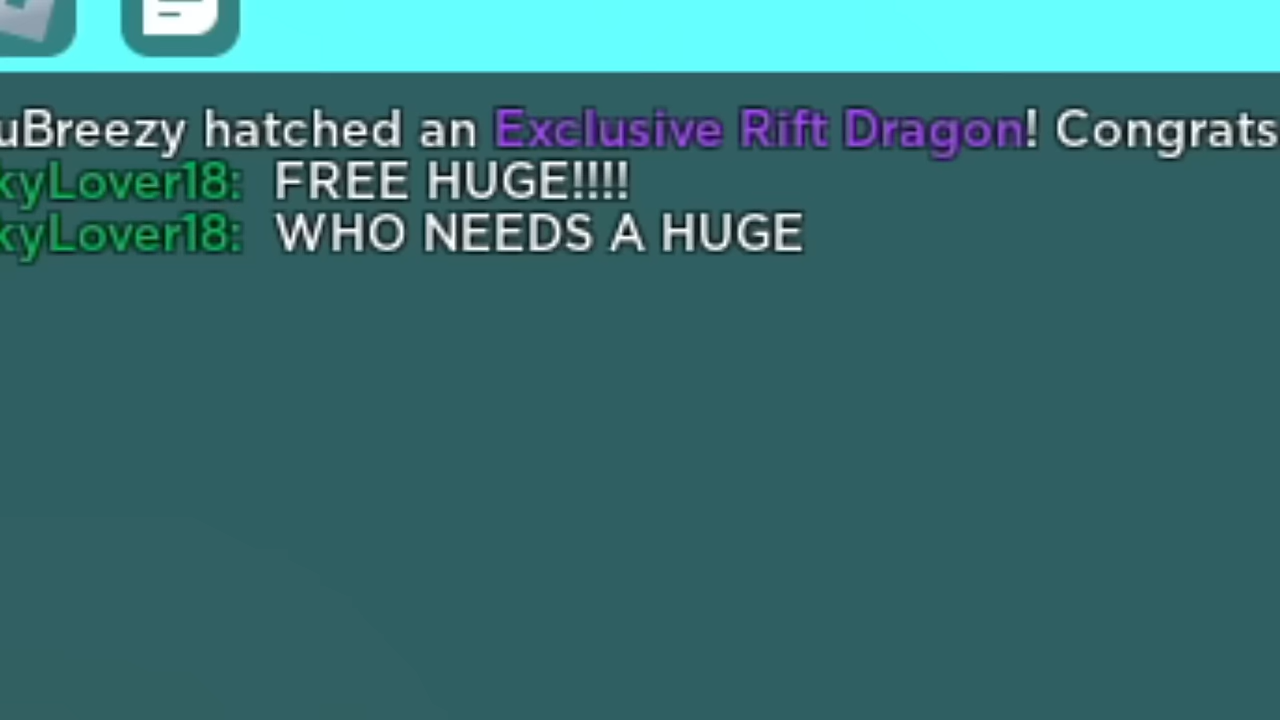 uBreezy hatched an Exclusive Rift Dragon! Congrats
kyLover18: FREE HUGE!!!!
kyLover18: WHO NEEDS A HUGE